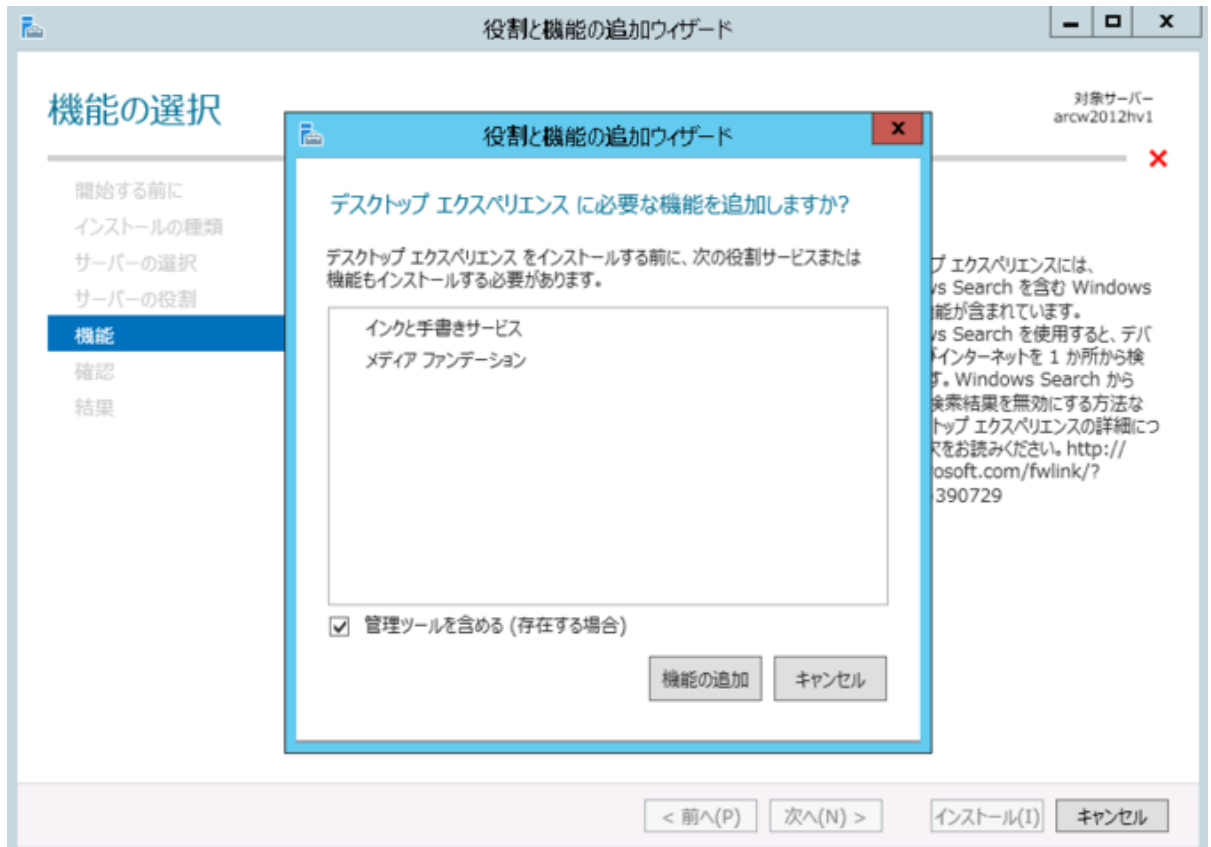 役割と機能の追加ウィザード
機能の選択
対象サーバー
arcw2012hv1
開始する前に
インストールの種類
サーバーの選択
サーバーの役割
機能
確認
結果
役割と機能の追加ウィザード
デスクトップ エクスペリエンス に必要な機能を追加しますか?
デスクトップ エクスペリエンス をインストールする前に、次の役割サービスまたは
機能もインストールする必要があります。
インクと手書きサービス
メディア ファンデーション
管理ツールを含める (存在する場合)
機能の追加
キャンセル
プ エクスペリエンスには、
vs Search を含む Windows
能が含まれています。
vs Search を使用すると、デバ
インターネットを 1 か所から検
す。Windows Search から
検索結果を無効にする方法な
トップ エクスペリエンスの詳細につ
をお読みください。http://
osoft.com/fwlink/?
390729
< 前へ(P)
次へ(N) >
インストール(I)
キャンセル